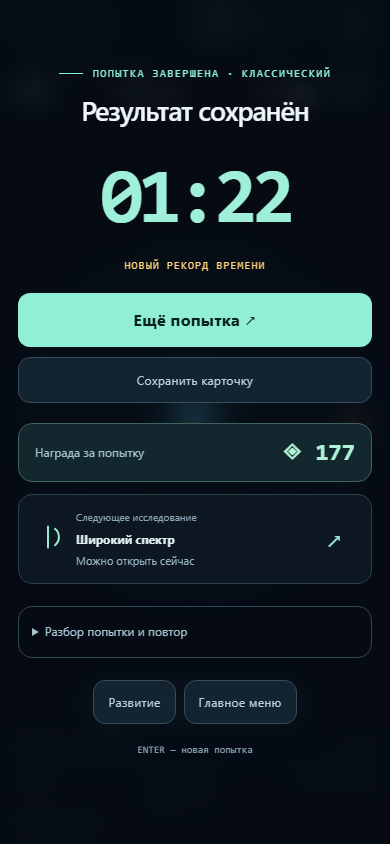 ПОПЫТКА ЗАВЕРШЕНА · КЛАССИЧЕСКИЙ
Результат сохранён
01:22
НОВЫЙ РЕКОРД ВРЕМЕНИ
Ещё попытка ↗
Сохранить карточку
Награда за попытку
177
Следующее исследование
Широкий спектр
Можно открыть сейчас
Разбор попытки и повтор
Развитие
Главное меню
ENTER — новая попытка